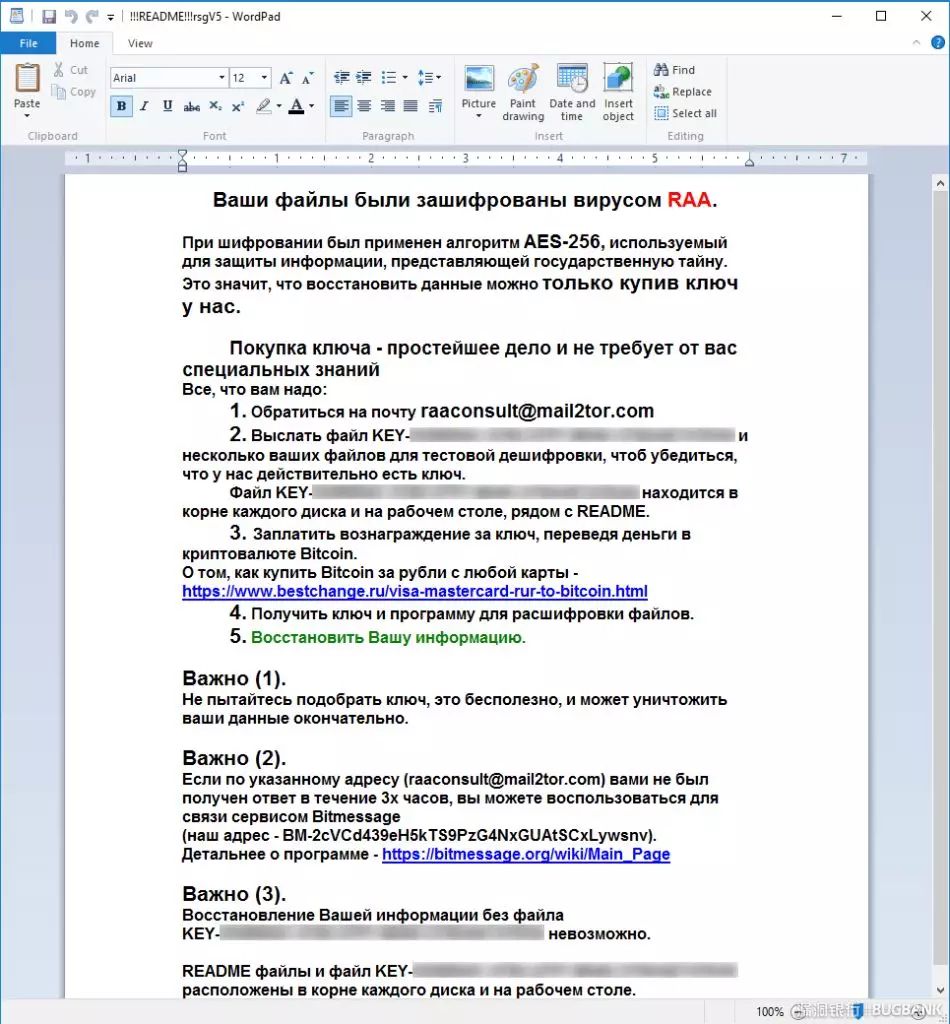 !!!README!!!rsgV5 - WordPad
File Home View
Paste
Cut
Copy
Clipboard
Arial 12
B I U abc X₂ X² A
Font
Paragraph
Picture
Paint drawing
Date and time
Insert object
Insert
Find
Replace
Select all
Editing
1 1 2 3 4 5 7
Ваши файлы были зашифрованы вирусом RAA.
При шифровании был применен алгоритм AES-256, используемый
для защиты информации, представляющей государственную тайну.
Это значит, что восстановить данные можно только купив ключ
у нас.
Покупка ключа - простейшее дело и не требует от вас
специальных знаний
Все, что вам надо:
1. Обратиться на почту raaconsult@mail2tor.com
2. Выслать файл KEY- и
несколько ваших файлов для тестовой дешифровки, чтоб убедиться,
что у нас действительно есть ключ.
Файл KEY- находится в
корне каждого диска и на рабочем столе, рядом с README.
3. Заплатить вознаграждение за ключ, переведя деньги в
криптовалюте Bitcoin.
О том, как купить Bitcoin за рубли с любой карты -
https://www.bestchange.ru/visa-mastercard-rur-to-bitcoin.html
4. Получить ключ и программу для расшифровки файлов.
5. Восстановить Вашу информацию.
Важно (1).
Не пытайтесь подобрать ключ, это бесполезно, и может уничтожить
ваши данные окончательно.
Важно (2).
Если по указанному адресу (raaconsult@mail2tor.com) вами не был
получен ответ в течение 3х часов, вы можете воспользоваться для
связи сервисом Bitmessage
(наш адрес - BM-2cVCd439eH5kTS9PzG4NxGUAtSCxLywsnv).
Детальнее о программе - https://bitmessage.org/wiki/Main_Page
Важно (3).
Восстановление Вашей информации без файла
KEY- невозможно.
README файлы и файл KEY-
расположены в корне каждого диска и на рабочем столе.
100%
漏洞银行 BUGBANK